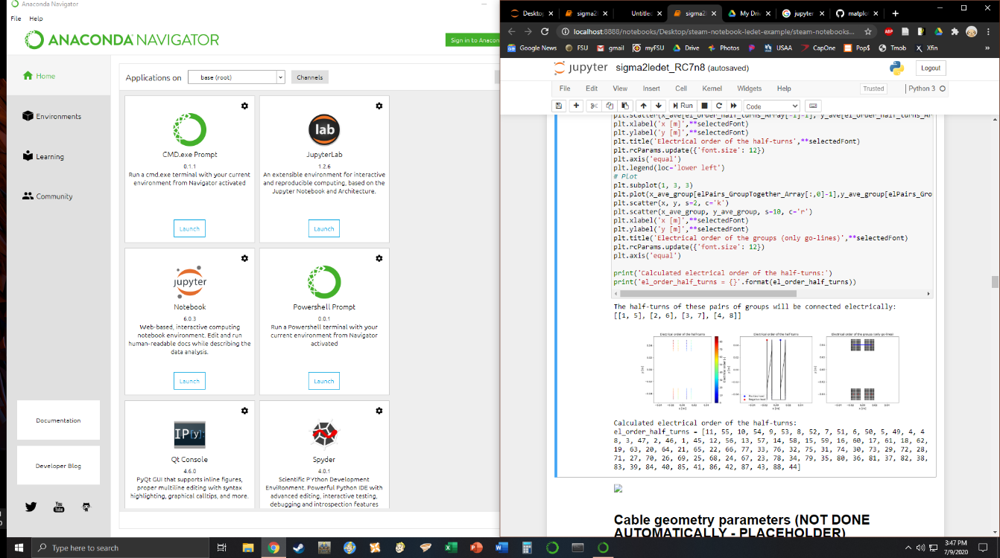 Anaconda Navigator
File Help
ANACONDA NAVIGATOR
Sign in to Anacon
Home
Environments
Learning
Community
Documentation
Developer Blog
You
Tube
Applications on
base (root)
Channels
CMD.exe Prompt
0.1.1
Run a cmd.exe terminal with your current
environment from Navigator activated
Launch
lab
JupyterLab
1.2.6
An extensible environment for interactive
and reproducible computing, based on the
Jupyter Notebook and Architecture.
Launch
jupyter
Notebook
6.0.3
Web-based, interactive computing
notebook environment. Edit and run
human-readable docs while describing the
data analysis.
Launch
Powershell Prompt
0.0.1
Run a Powershell terminal with your
current environment from Navigator
activated
Launch
IP[y]:
Qt Console
4.6.0
PyQt GUI that supports inline figures,
proper multiline editing with syntax
highlighting, graphical calltips, and more.
Spyder
4.0.1
Scientific PYthon Development
EnviRonment. Powerful Python IDE with
advanced editing, interactive testing,
debugging and introspection features
Desktop sigma2 Untitled sigma2 My Dri jupyter matplo
localhost:8888/notebooks/Desktop/steam-notebook-ledet-example/steam-notebooks...
ABP
Google News FSU gmail myFSU Drive Photos USAA CapOne Pop$ Tmob Xfin »
jupyter sigma2ledet_RC7n8 (autosaved)
Logout
File Edit View Insert Cell Kernel Widgets Help
Trusted Python 3
Run Code
plt.xlabel('x [m]',**selectedFont)
plt.ylabel('y [m]',**selectedFont)
plt.title('Electrical order of the half-turns',**selectedFont)
plt.rcParams.update({'font.size': 12})
plt.axis('equal')
plt.legend(loc='lower left')
# Plot
plt.subplot(1, 3, 3)
plt.plot(x_ave_group[elPairs_GroupTogether_Array[:,0]-1],y_ave_group[elPairs_Gro
plt.scatter(x, y, s=2, c='k')
plt.scatter(x_ave_group, y_ave_group, s=10, c='r')
plt.xlabel('x [m]',**selectedFont)
plt.ylabel('y [m]',**selectedFont)
plt.title('Electrical order of the groups (only go-lines)',**selectedFont)
plt.rcParams.update({'font.size': 12})
plt.axis('equal')
print('Calculated electrical order of the half-turns:')
print('el_order_half_turns = {}'.format(el_order_half_turns))
The half-turns of these pairs of groups will be connected electrically:
[[1, 5], [2, 6], [3, 7], [4, 8]]
Electrical order of the half-turns
Electrical order of the half-turns
Electrical order of the groups (only go-lines)
Calculated electrical order of the half-turns:
el_order_half_turns = [11, 55, 10, 54, 9, 53, 8, 52, 7, 51, 6, 50, 5, 49, 4, 4
8, 3, 47, 2, 46, 1, 45, 12, 56, 13, 57, 14, 58, 15, 59, 16, 60, 17, 61, 18, 62,
19, 63, 20, 64, 21, 65, 22, 66, 77, 33, 76, 32, 75, 31, 74, 30, 73, 29, 72, 28,
71, 27, 70, 26, 69, 25, 68, 24, 67, 23, 78, 34, 79, 35, 80, 36, 81, 37, 82, 38,
83, 39, 84, 40, 85, 41, 86, 42, 87, 43, 88, 44]
Cable geometry parameters (NOT DONE
AUTOMATICALLY - PLACEHOLDER)
Type here to search
3:47 PM
7/9/2020